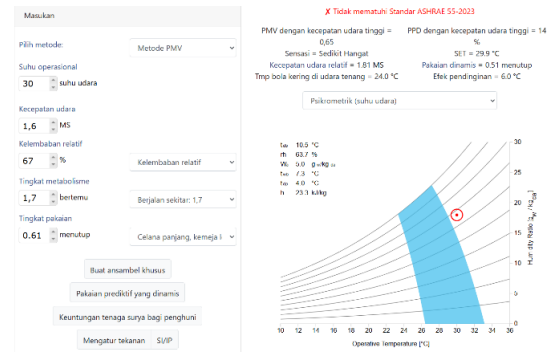 Masukan
Pilih metode:
Metode PMV
Suhu operasional
30 suhu udara
Kecepatan udara
1,6 MS
Kelembaban relatif
67 %
Kelembaban relatif
Tingkat metabolisme
1,7 bertemu
Berjalan sekitar: 1,7
Tingkat pakaian
0.61 menutup
Celana panjang, kemeja l
Buat ansambel khusus
Pakaian prediktif yang dinamis
Keuntungan tenaga surya bagi penghuni
Mengatur tekanan
SI/IP
✗ Tidak mematuhi Standar ASHRAE 55-2023
PMV dengan kecepatan udara tinggi =
0,65
PPD dengan kecepatan udara tinggi = 14
%
Sensasi = Sedikit Hangat
SET = 29.9 °C
Kecepatan udara relatif = 1.81 MS
Pakaian dinamis = 0.51 menutup
Tmp bola kering di udara tenang = 24.0 °C
Efek pendinginan = 6.0 °C
Psikrometrik (suhu udara)
rh 63.7 %
h 23.3 kJ/kg
30
25
20
15
10
5
0
10 12 14 16 18 20 22 24 26 28 30 32 34 36
Operative Temperature [°C]